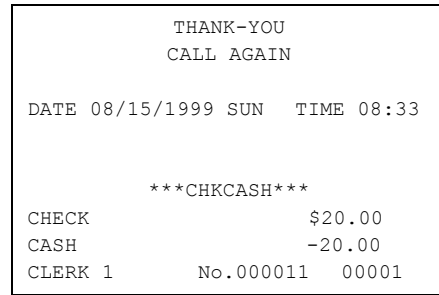 THANK-YOU
CALL AGAIN
DATE 08/15/1999 SUN TIME 08:33
***CHKCASH***
CHECK $20.00
CASH -20.00
CLERK 1 No.000011 00001